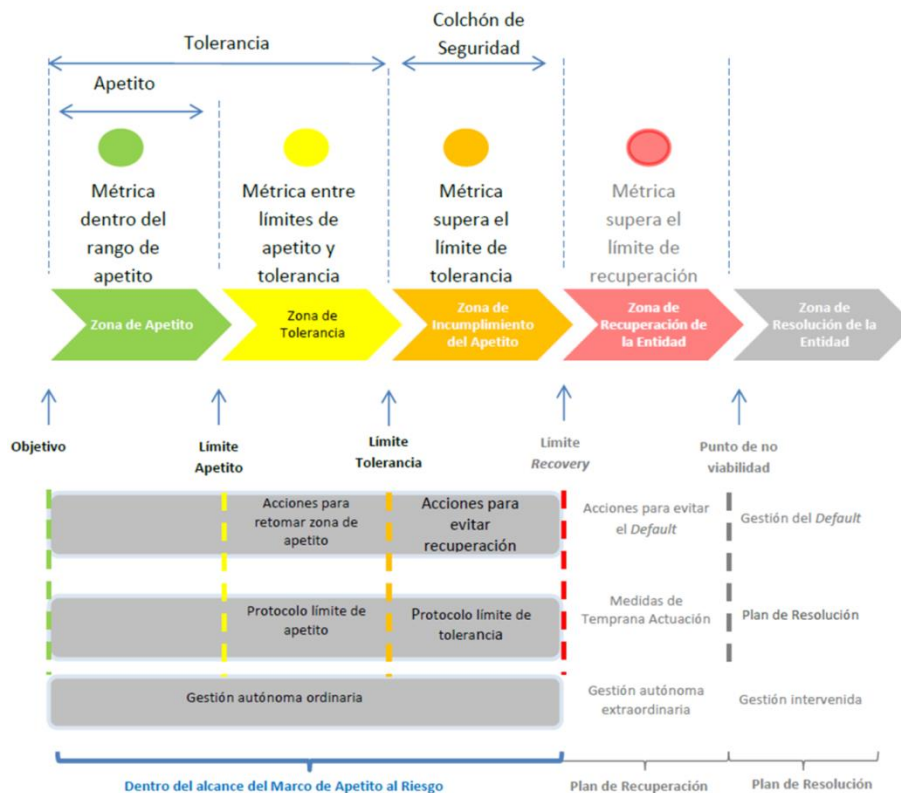 Colchón de
Seguridad
Tolerancia
Apetito
Métrica
dentro del
rango de
apetito
Métrica entre
límites de
apetito y
tolerancia
Métrica
supera el
límite de
tolerancia
Métrica
supera el
límite de
recuperación
Zona de Apetito
Zona de
Tolerancia
Zona de
Incumplimiento
del Apetito
Zona de
Recuperación de
la Entidad
Zona de
Resolución de la
Entidad
Objetivo
Límite
Apetito
Límite
Tolerancia
Límite
Recovery
Punto de no
viabilidad
Acciones para
retomar zona de
apetito
Acciones para
evitar
recuperación
Acciones para evitar
el Default
Gestión del Default
Protocolo límite de
apetito
Protocolo límite de
tolerancia
Medidas de
Temprana Actuación
Plan de Resolución
Gestión autónoma ordinaria
Gestión autónoma
extraordinaria
Gestión intervenida
Dentro del alcance del Marco de Apetito al Riesgo
Plan de Recuperación
Plan de Resolución